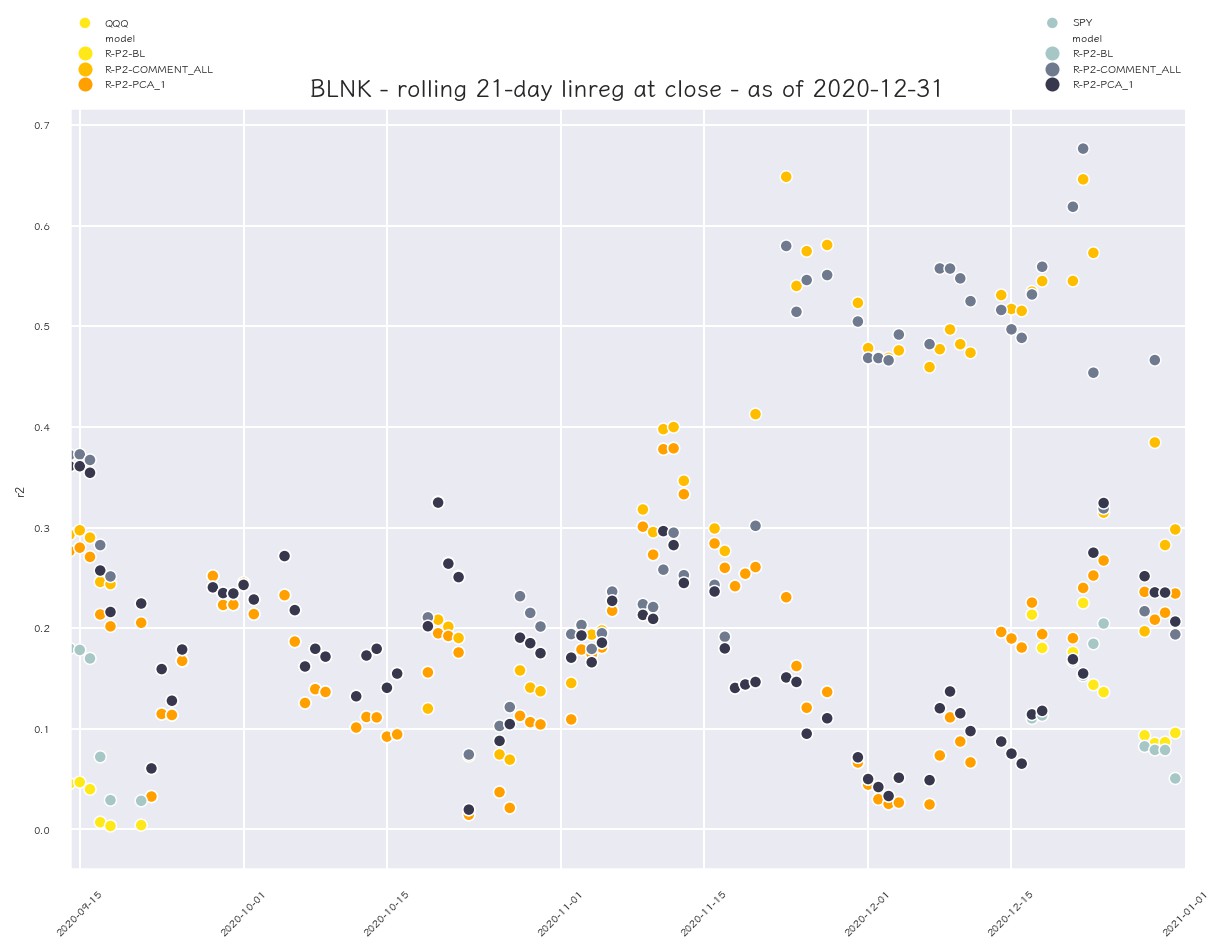 QQQ
model
R-P2-BL
R-P2-COMMENT_ALL
R-P2-PCA_1
SPY
model
R-P2-BL
R-P2-COMMENT_ALL
R-P2-PCA_1
BLNK - rolling 21-day linreg at close - as of 2020-12-31
0.7
0.6
0.5
0.4
0.3
0.2
0.1
0.0
r2
2020-09-15
2020-10-01
2020-10-15
2020-11-01
2020-11-15
2020-12-01
2020-12-15
2021-01-01